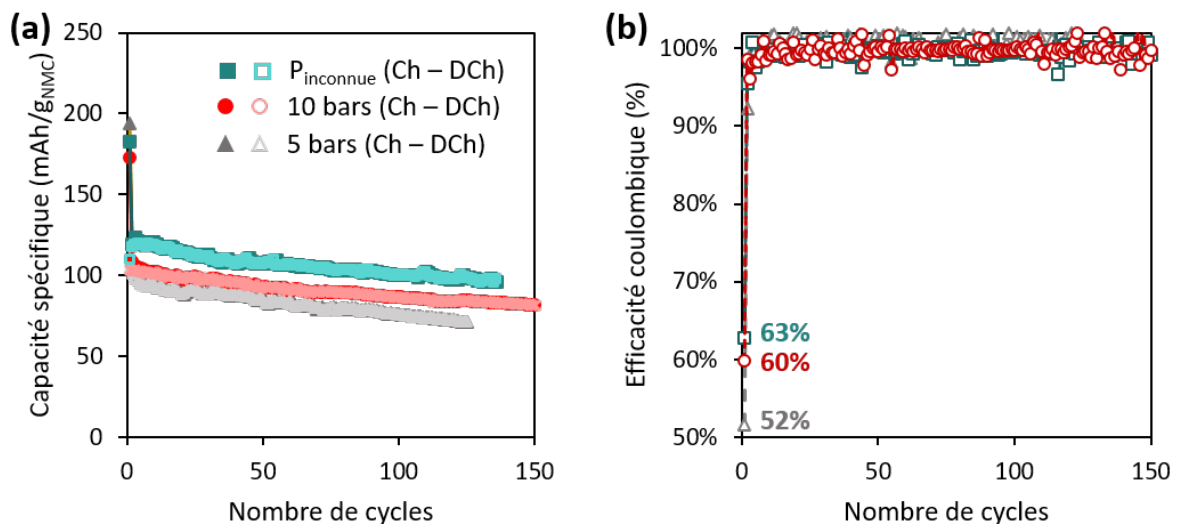 (a)
Capacité spécifique (mAh/gNMC)
250
200
150
100
50
0
0 50 100 150
Nombre de cycles
Pinconnue (Ch – DCh)
10 bars (Ch – DCh)
5 bars (Ch – DCh)
(b)
Efficacité coulombique (%)
100%
90%
80%
70%
60%
50%
63%
60%
52%
0 50 100 150
Nombre de cycles